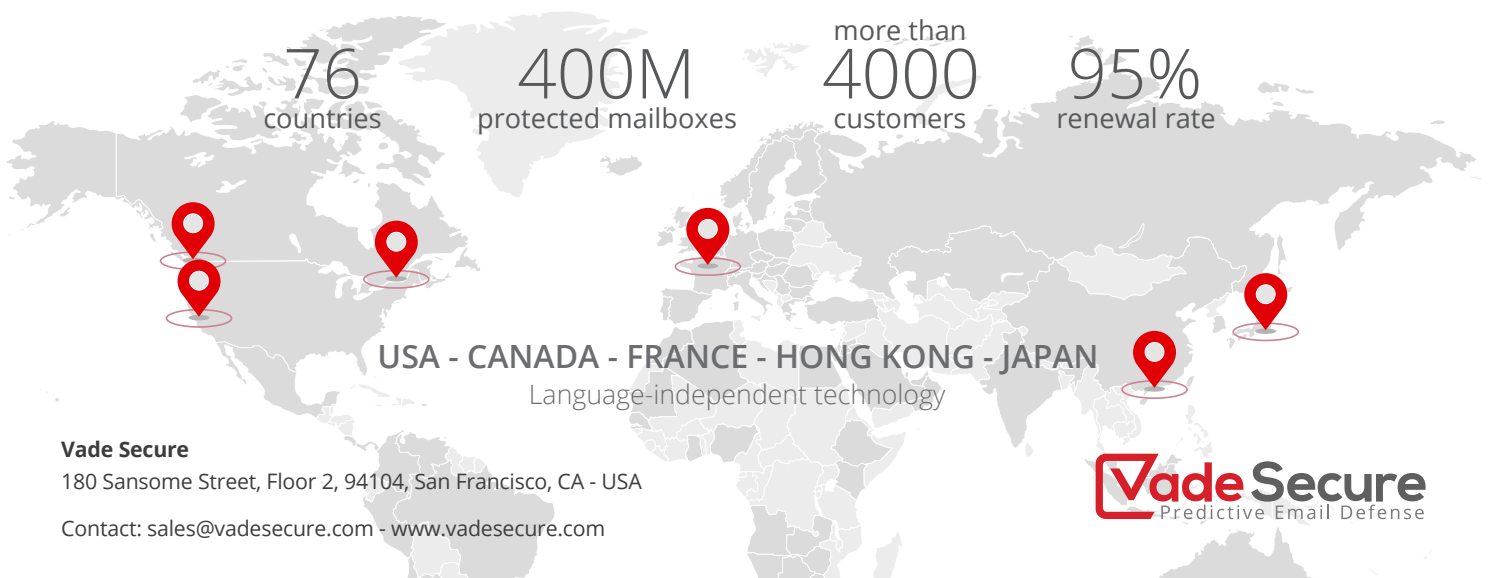 76
countries
400M
protected mailboxes
more than
4000
customers
95%
renewal rate
USA - CANADA - FRANCE - HONG KONG - JAPAN
Language-independent technology
Vade Secure
180 Sansome Street, Floor 2, 94104, San Francisco, CA - USA
Contact: sales@vadesecure.com - www.vadesecure.com
Vade Secure
Predictive Email Defense